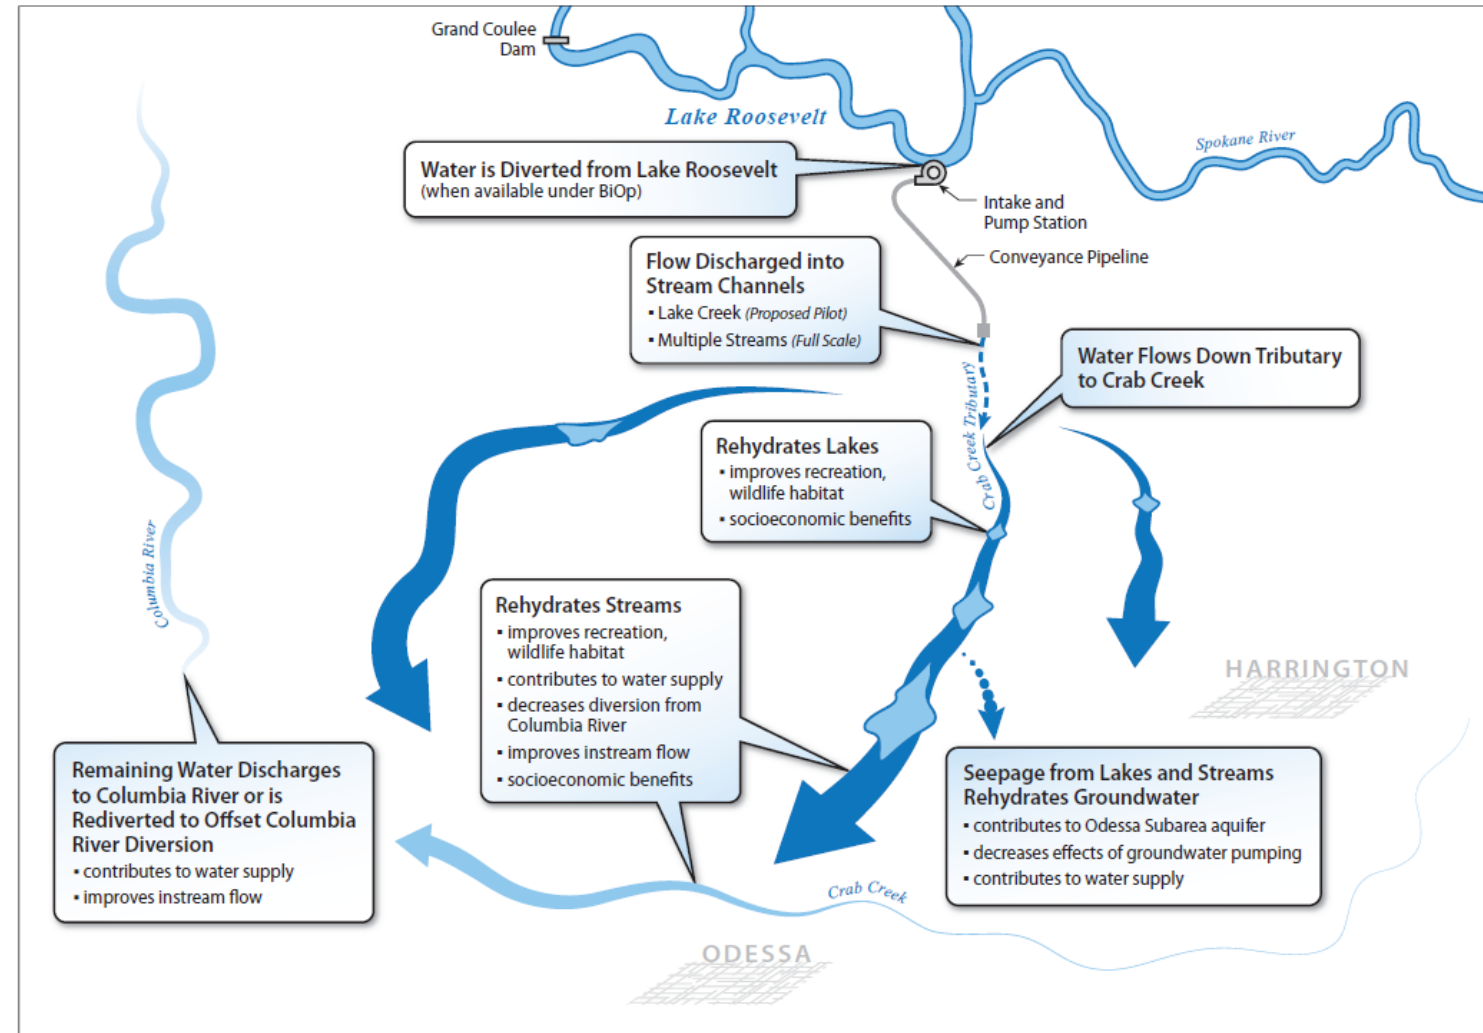 Grand Coulee
Dam
Lake Roosevelt
Spokane River
Water is Diverted from Lake Roosevelt
(when available under BiOp)
Intake and
Pump Station
Conveyance Pipeline
Flow Discharged into
Stream Channels
▪ Lake Creek (Proposed Pilot)
▪ Multiple Streams (Full Scale)
Water Flows Down Tributary
to Crab Creek
Crab Creek Tributary
Rehydrates Lakes
▪ improves recreation,
wildlife habitat
▪ socioeconomic benefits
Columbia River
Rehydrates Streams
▪ improves recreation,
wildlife habitat
▪ contributes to water supply
▪ decreases diversion from
Columbia River
▪ improves instream flow
▪ socioeconomic benefits
HARRINGTON
Remaining Water Discharges
to Columbia River or is
Rediverted to Offset Columbia
River Diversion
▪ contributes to water supply
▪ improves instream flow
Seepage from Lakes and Streams
Rehydrates Groundwater
▪ contributes to Odessa Subarea aquifer
▪ decreases effects of groundwater pumping
▪ contributes to water supply
Crab Creek
ODESSA